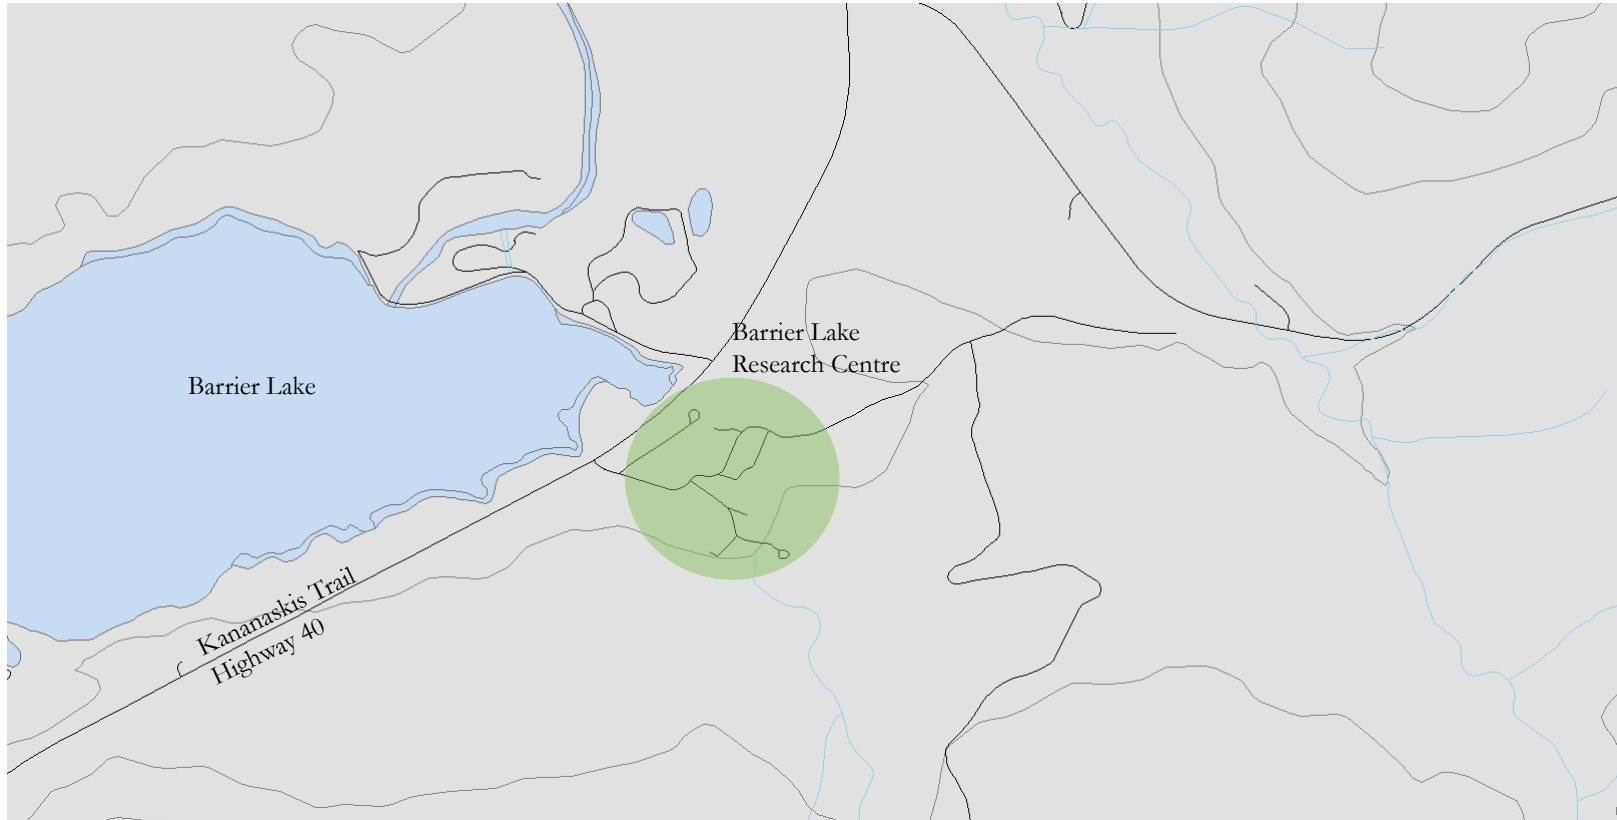 Barrier Lake
Research Centre
Barrier Lake
Kananaskis Trail
Highway 40